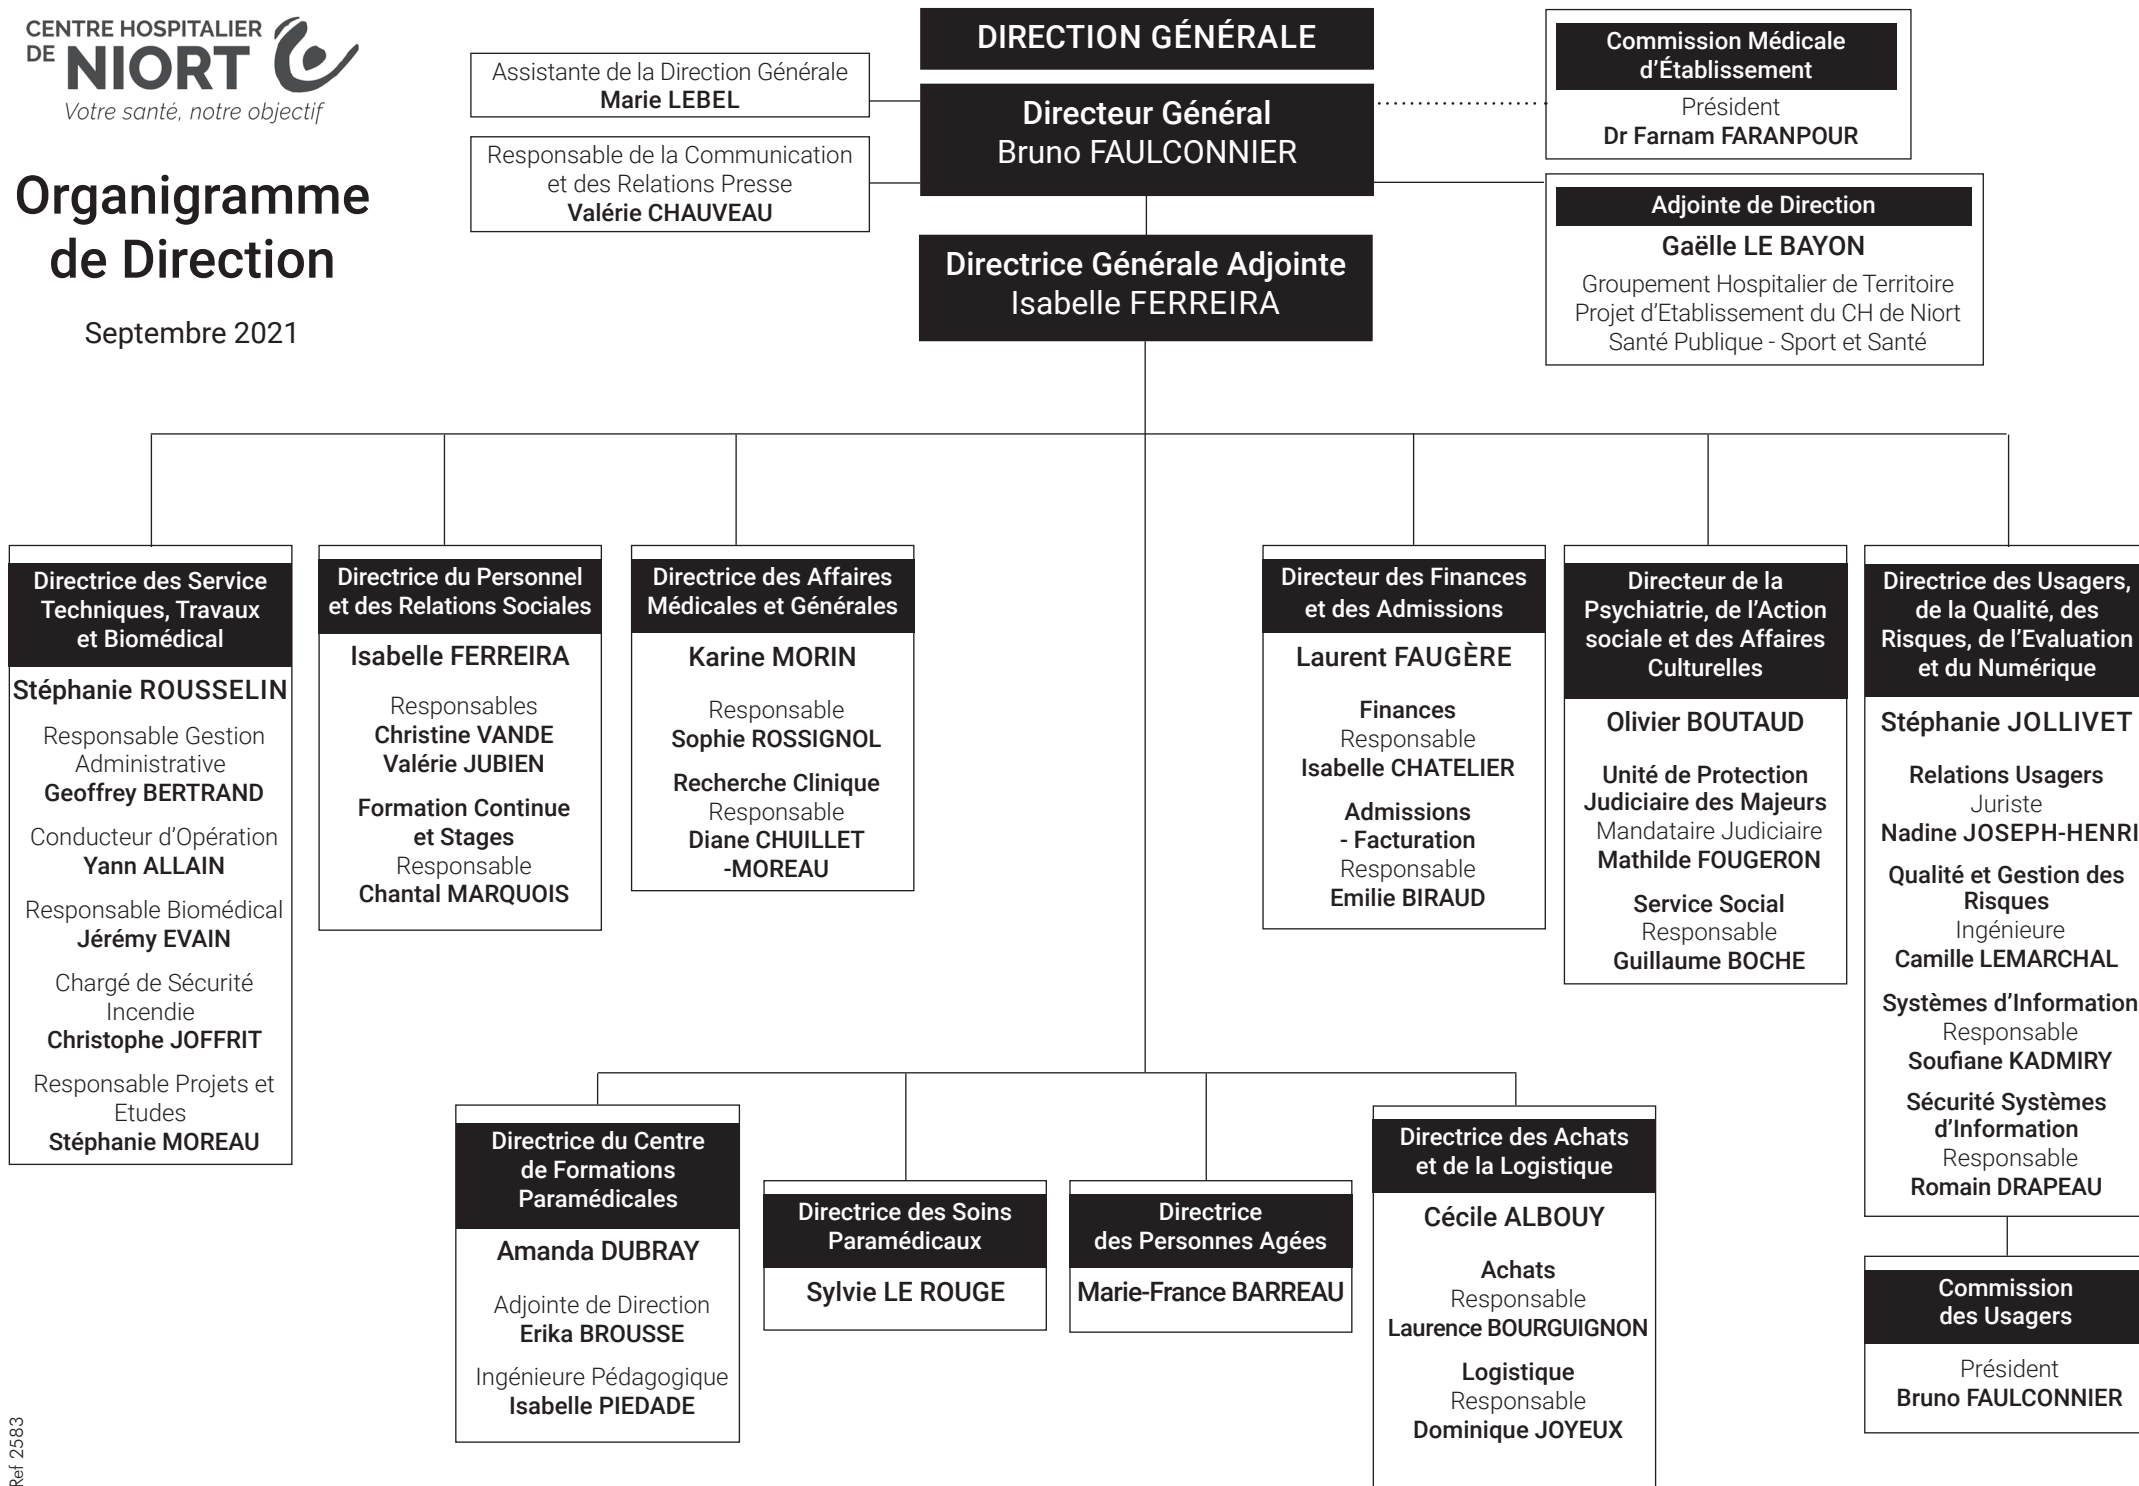 CENTRE HOSPITALIER
DE NIORT
Votre santé, notre objectif
Organigramme
de Direction
Septembre 2021
DIRECTION GÉNÉRALE
Assistante de la Direction Générale
Marie LEBEL
Responsable de la Communication
et des Relations Presse
Valérie CHAUVEAU
Directeur Général
Bruno FAULCONNIER
Directrice Générale Adjointe
Isabelle FERREIRA
Commission Médicale
d'Établissement
Président
Dr Farnam FARANPOUR
Adjointe de Direction
Gaëlle LE BAYON
Groupement Hospitalier de Territoire
Projet d'Etablissement du CH de Niort
Santé Publique - Sport et Santé
Directrice des Service
Techniques, Travaux
et Biomédical
Stéphanie ROUSSELIN
Responsable Gestion
Administrative
Geoffrey BERTRAND
Conducteur d'Opération
Yann ALLAIN
Responsable Biomédical
Jérémy EVAIN
Chargé de Sécurité
Incendie
Christophe JOFFRIT
Responsable Projets et
Etudes
Stéphanie MOREAU
Directrice du Personnel
et des Relations Sociales
Isabelle FERREIRA
Responsables
Christine VANDE
Valérie JUBIEN
Formation Continue
et Stages
Responsable
Chantal MARQUOIS
Directrice des Affaires
Médicales et Générales
Karine MORIN
Responsable
Sophie ROSSIGNOL
Recherche Clinique
Responsable
Diane CHUILLET
-MOREAU
Directeur des Finances
et des Admissions
Laurent FAUGÈRE
Finances
Responsable
Isabelle CHATELIER
Admissions
- Facturation
Responsable
Emilie BIRAUD
Directeur de la
Psychiatrie, de l'Action
sociale et des Affaires
Culturelles
Olivier BOUTAUD
Unité de Protection
Judiciaire des Majeurs
Mandataire Judiciaire
Mathilde FOUGERON
Service Social
Responsable
Guillaume BOCHE
Directrice des Usagers,
de la Qualité, des
Risques, de l'Evaluation
et du Numérique
Stéphanie JOLLIVET
Relations Usagers
Juriste
Nadine JOSEPH-HENRI
Qualité et Gestion des
Risques
Ingénieure
Camille LEMARCHAL
Systèmes d'Information
Responsable
Soufiane KADMIRY
Sécurité Systèmes
d'Information
Responsable
Romain DRAPEAU
Commission
des Usagers
Président
Bruno FAULCONNIER
Directrice du Centre
de Formations
Paramédicales
Amanda DUBRAY
Adjointe de Direction
Erika BROUSSE
Ingénieure Pédagogique
Isabelle PIEDADE
Directrice des Soins
Paramédicaux
Sylvie LE ROUGE
Directrice
des Personnes Agées
Marie-France BARREAU
Directrice des Achats
et de la Logistique
Cécile ALBOUY
Achats
Responsable
Laurence BOURGUIGNON
Logistique
Responsable
Dominique JOYEUX
Ref 2583